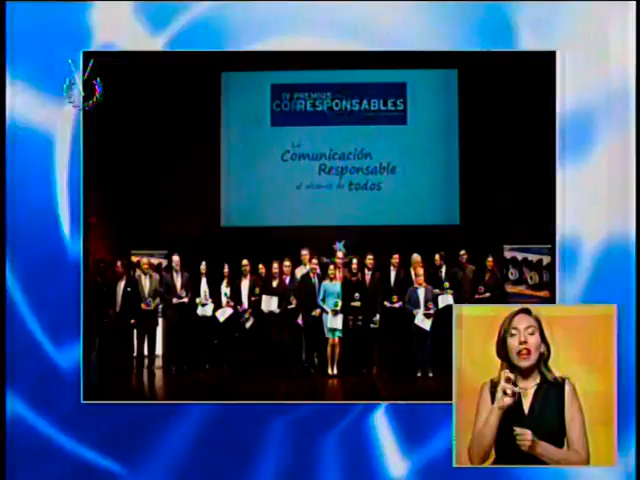 IV PREMIOS
CORRESPONSABLES
La
Comunicación
Responsable
al alcance de todos